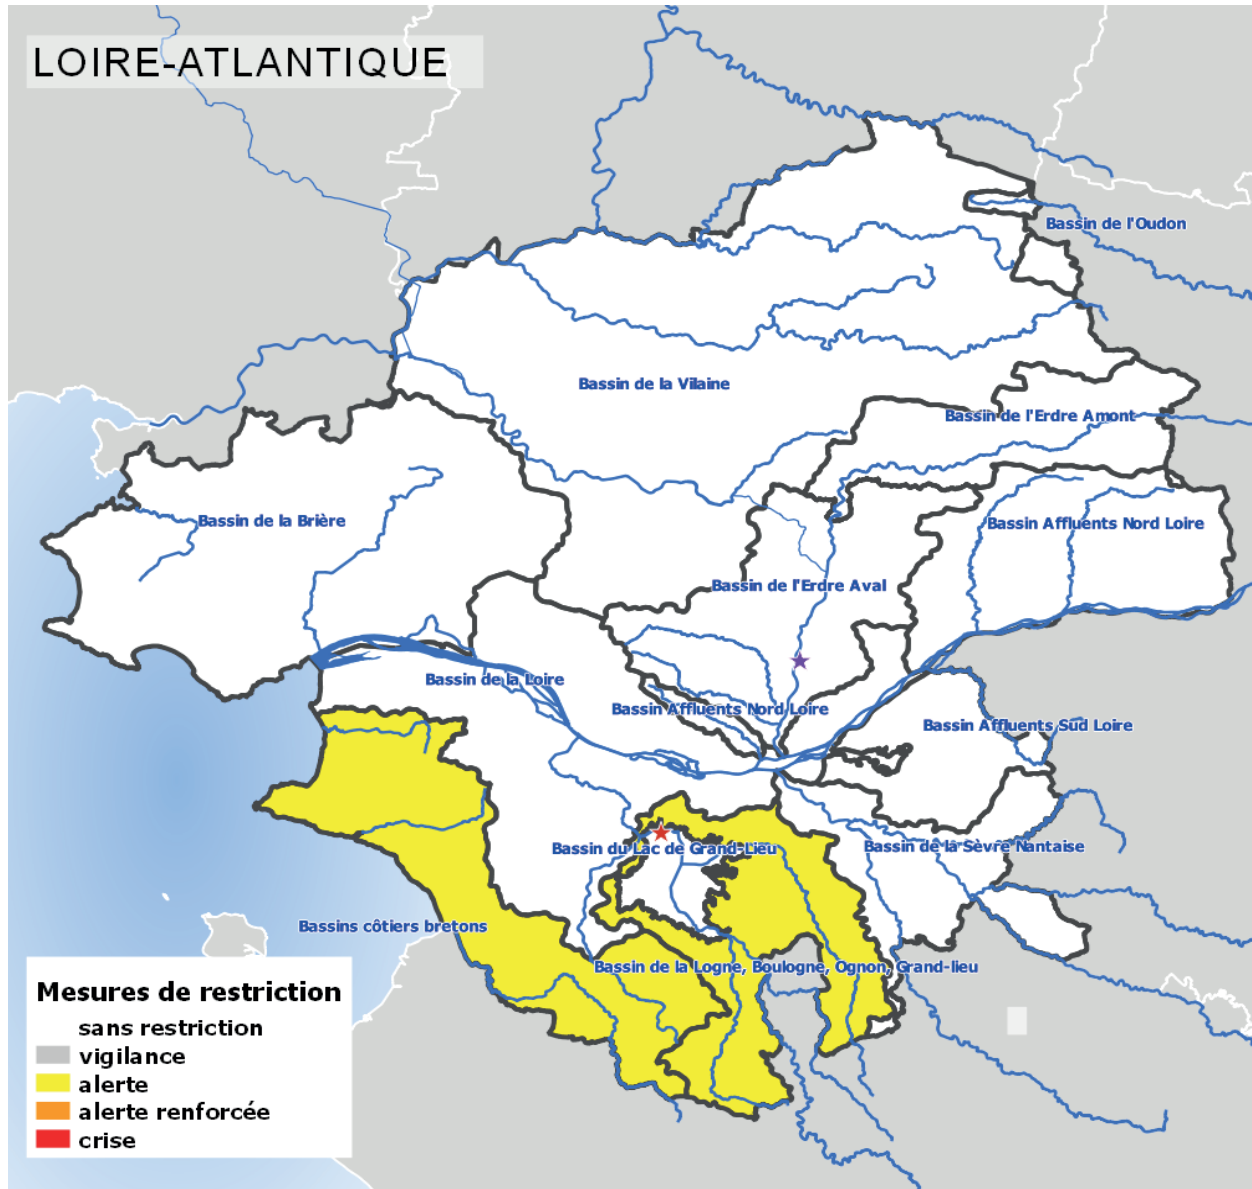 LOIRE-ATLANTIQUE
Bassin de l'Oudon
Bassin de la Vilaine
Bassin de l'Erdre Amont
Bassin de la Brière
Bassin Affluents Nord Loire
Bassin de l'Erdre Aval
Bassin de la Loire
Bassin Affluents Nord Loire
Bassin Affluents Sud Loire
Bassin du Lac de Grand-Lieu
Bassin de la Sèvre Nantaise
Bassins côtiers bretons
Bassin de la Logne, Boulogne, Ognon, Grand-lieu
Mesures de restriction
sans restriction
vigilance
alerte
alerte renforcée
crise